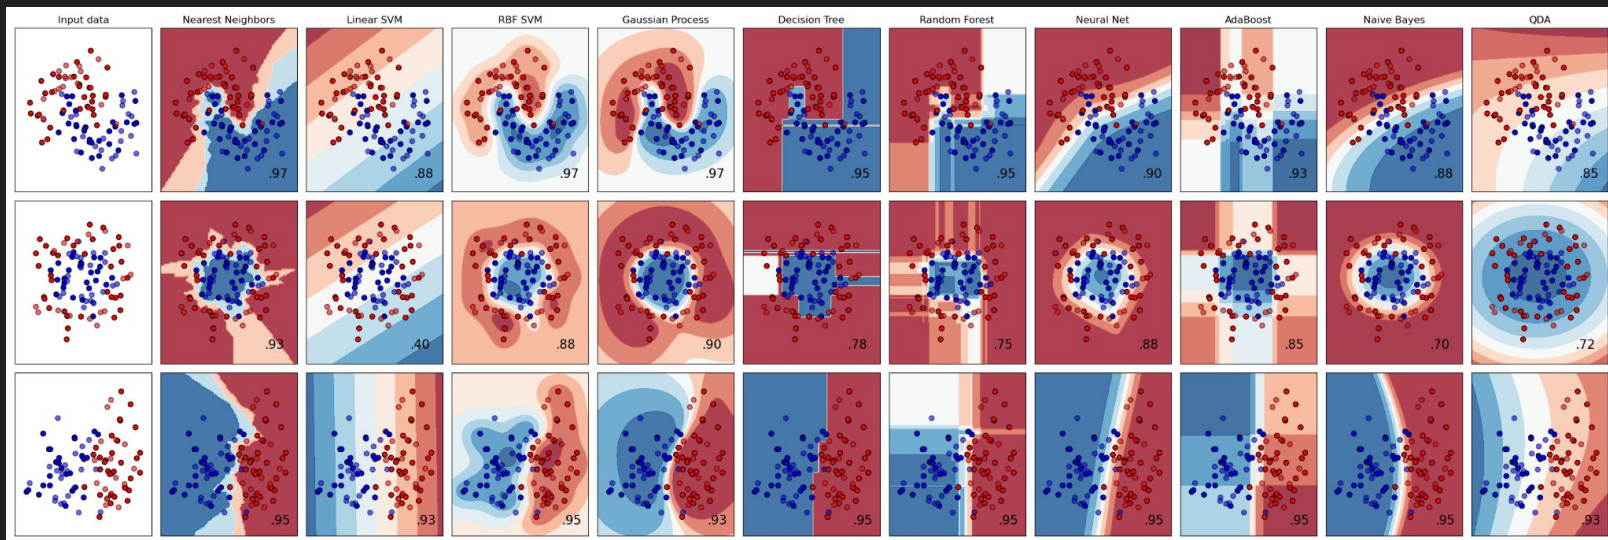 Input data Nearest Neighbors Linear SVM RBF SVM Gaussian Process Decision Tree Random Forest Neural Net AdaBoost Naive Bayes QDA
.97 .88 .97 .97 .95 .95 .90 .93 .88 .85
.93 .40 .88 .90 .78 .75 .88 .85 .70 .72
.95 .93 .95 .93 .95 .95 .95 .95 .95 .93